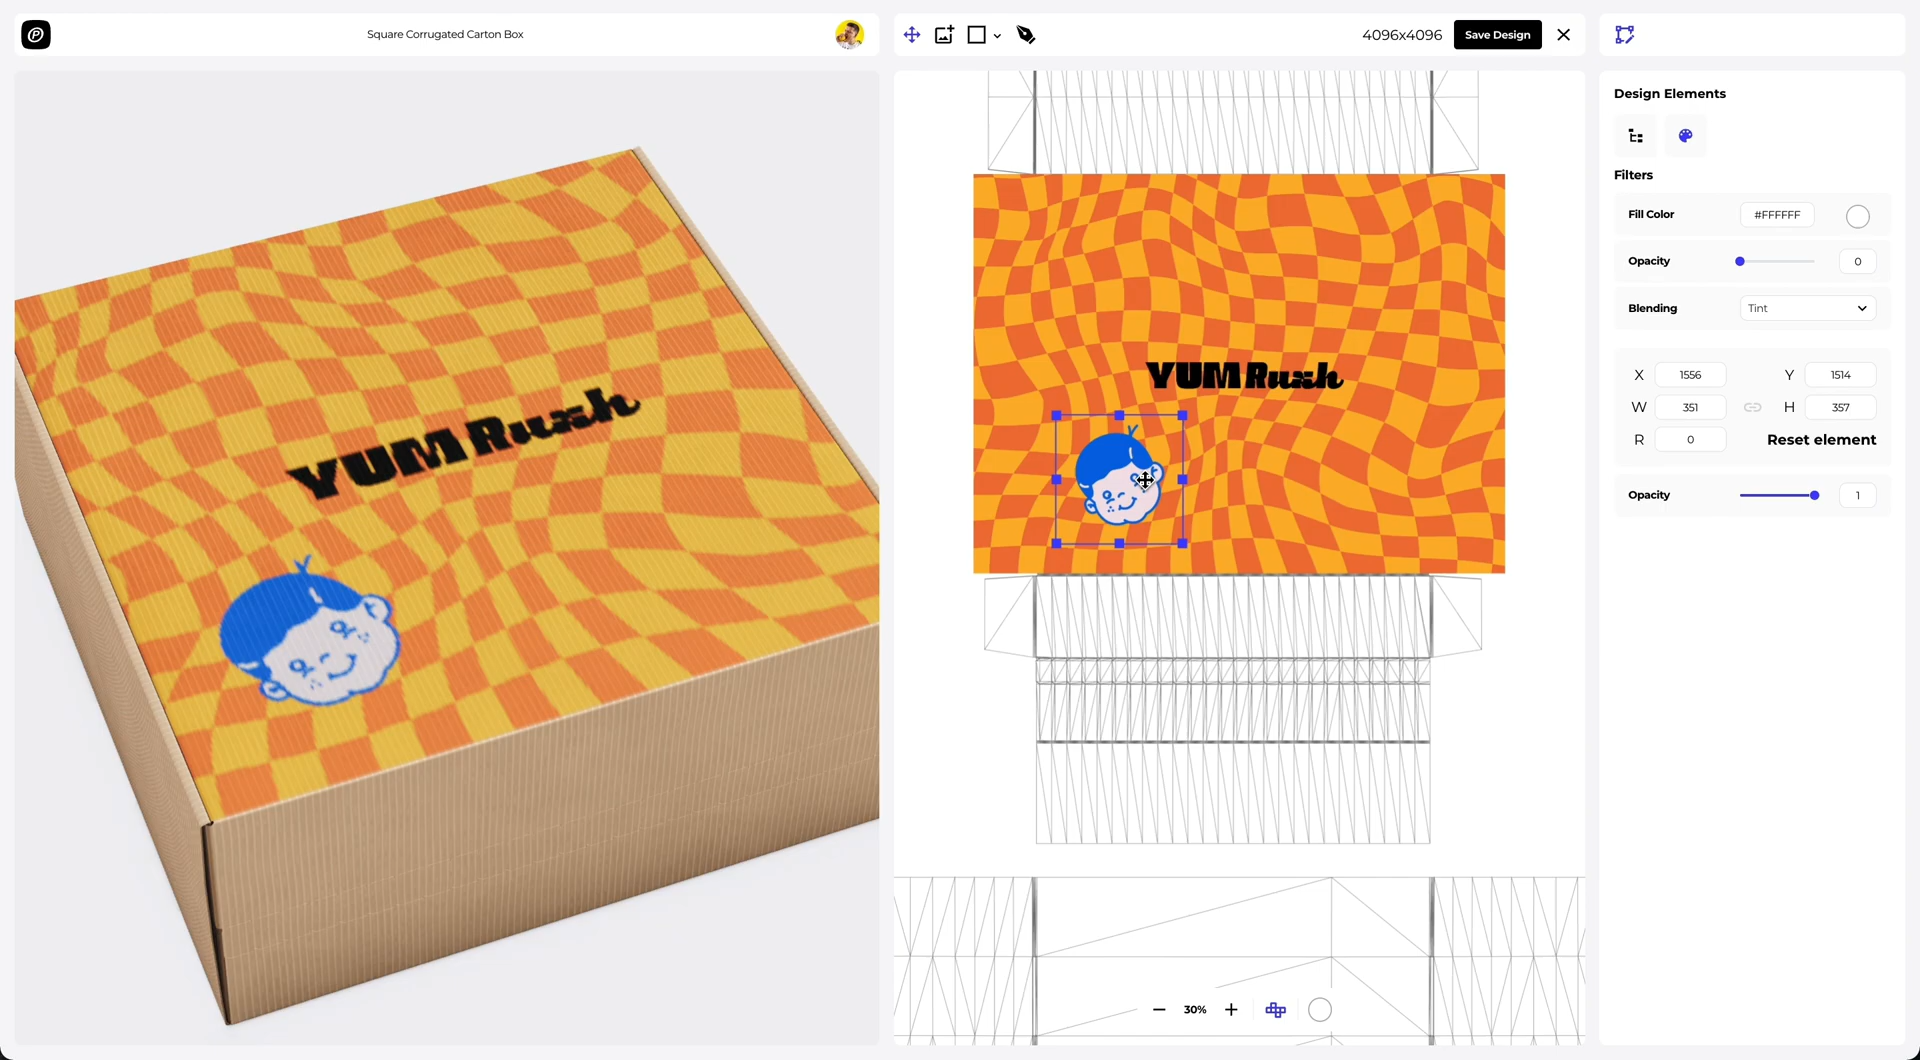 Square Corrugated Carton Box
4096x4096
Save Design
YUM Rush
YUM Rush
30%
Design Elements
Filters
Fill Color
#FFFFFF
Opacity
0
Blending
Tint
X
1556
Y
1514
W
351
H
357
R
0
Reset element
Opacity
1